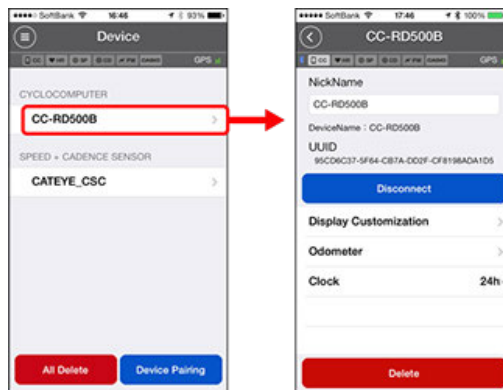 SoftBank 16:46 93%
Device
GPS
CYCLOCOMPUTER
CC-RD500B
SPEED + CADENCE SENSOR
CATEYE_CSC
All Delete Device Pairing
SoftBank 17:46 100%
CC-RD500B
GPS
NickName
CC-RD500B
DeviceName : CC-RD500B
UUID
95CD6C37-5F64-CB7A-DD2F-CF8198ADA1D5
Disconnect
Display Customization
Odometer
Clock 24h
Delete